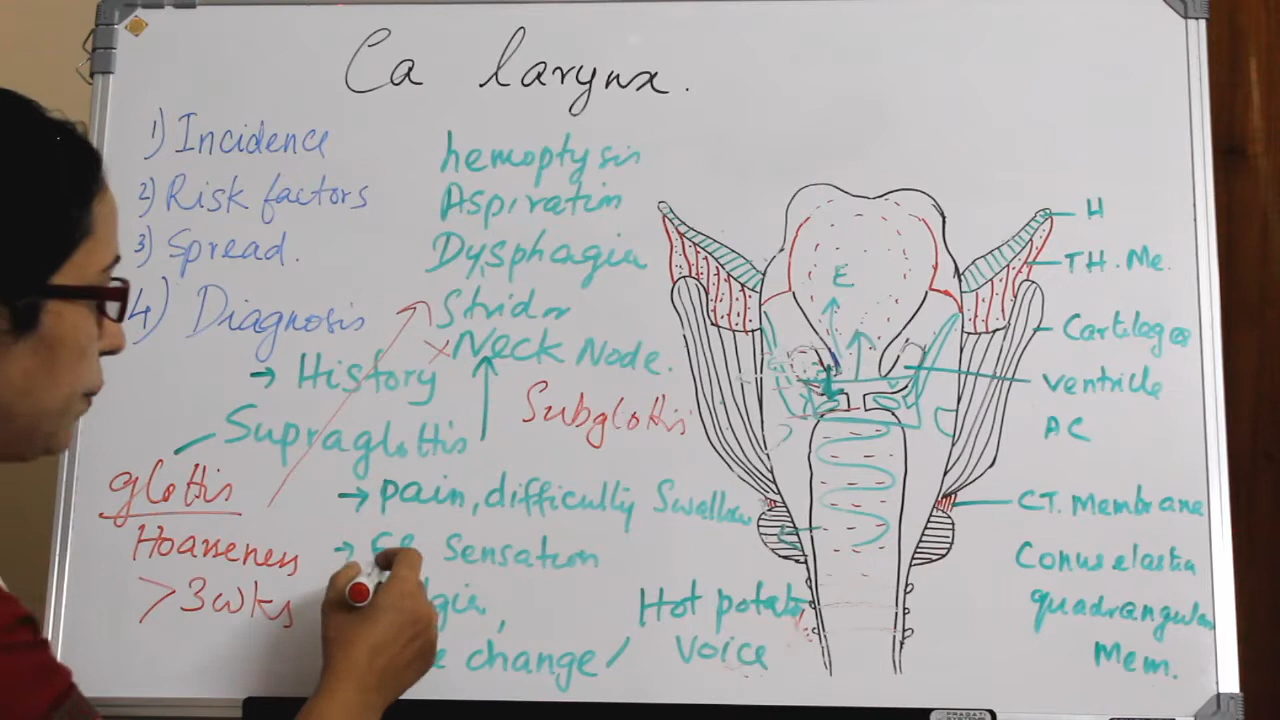 Ca larynx.
1) Incidence
2) Risk factors
3) Spread.
4) Diagnosis
→ History
hemoptysis
Aspiration
Dysphagia
Stridor
Neck Node.
Supraglottis
Subglottis
glottis
Hoarseness
>3wks
→ pain, difficulty Swallow
→ Sensation
change/
Hot potato
voice
E
H
TH. Me.
Cartilages
ventricle
AC
CT. Membrane
Conus elastin
quadrangular
Mem.